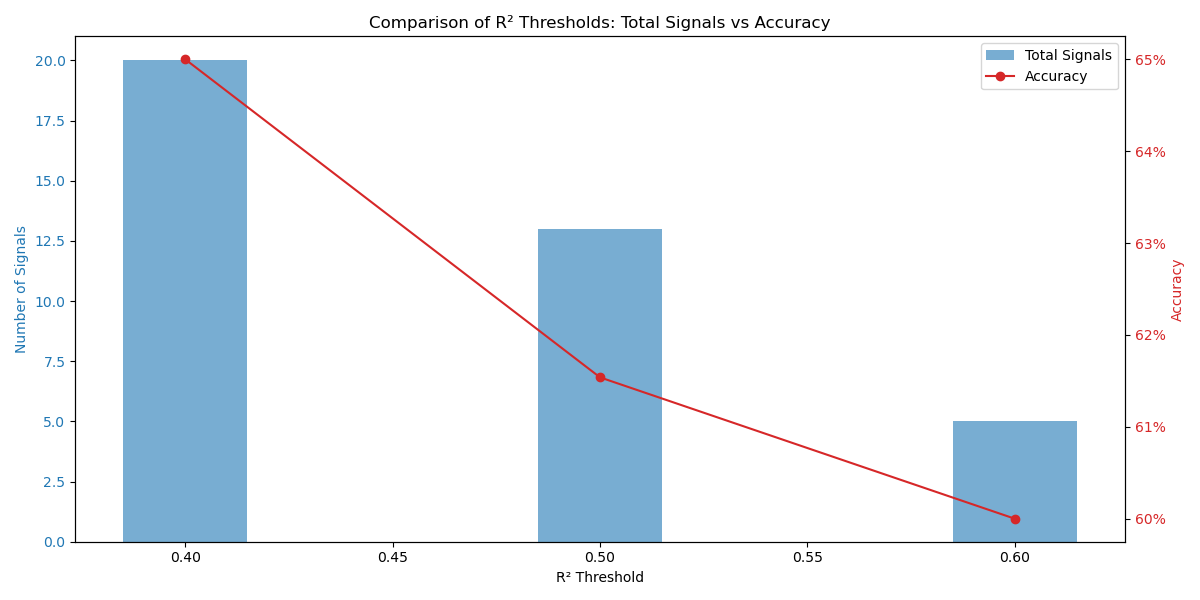 Comparison of R² Thresholds: Total Signals vs Accuracy
Total Signals
Accuracy
Number of Signals
20.0
17.5
15.0
12.5
10.0
7.5
5.0
2.5
0.0
65%
64%
63%
62%
61%
60%
Accuracy
0.40 0.45 0.50 0.55 0.60
R² Threshold